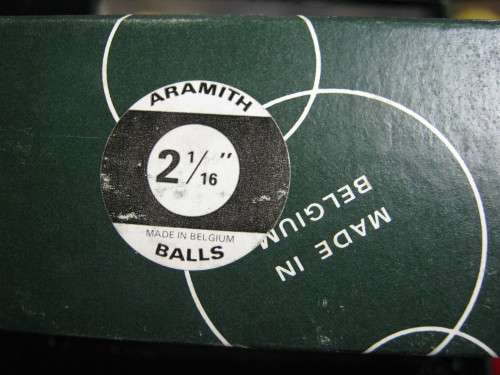 ARAMITH
2 1/16"
MADE IN BELGIUM
BALLS
MADE IN
BELGIUM